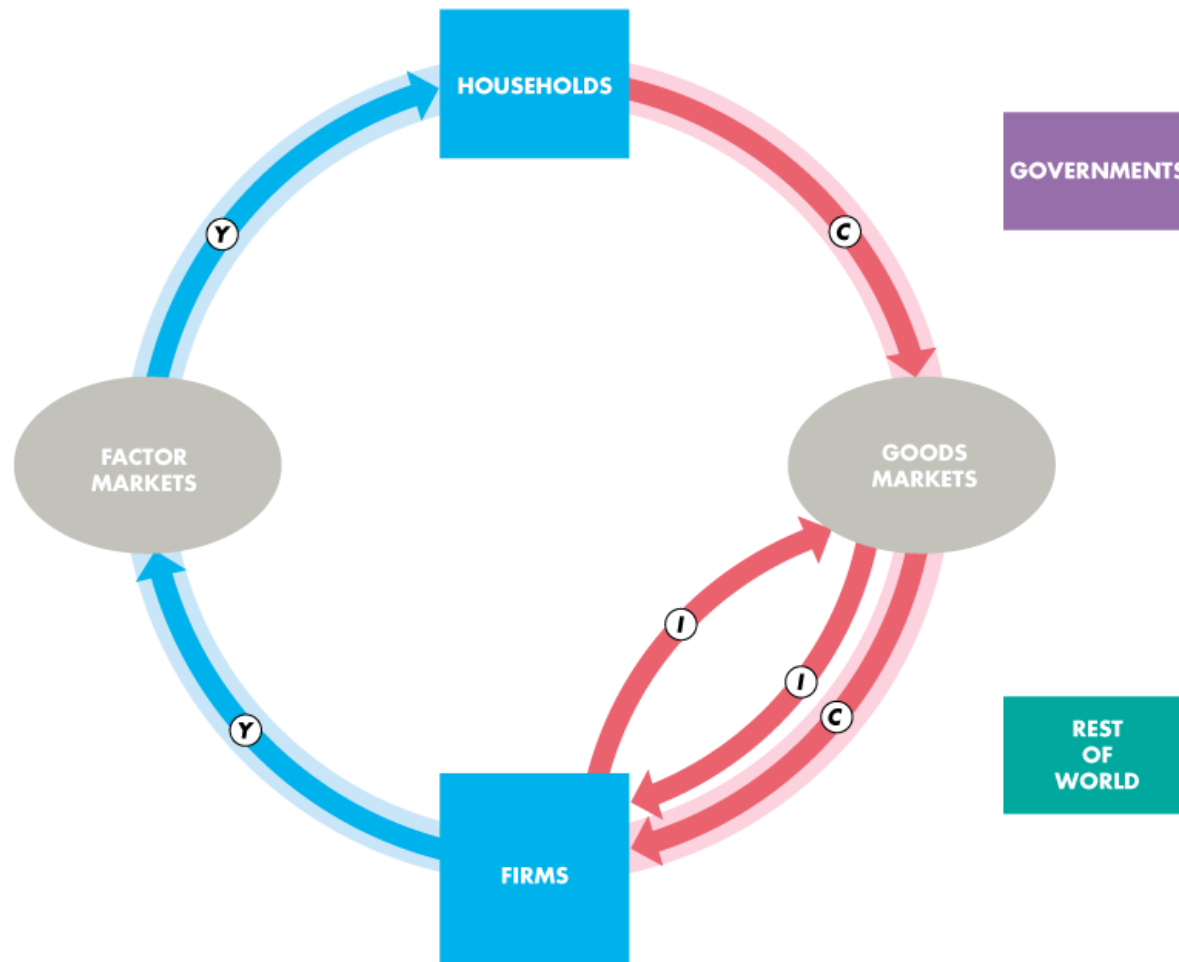 HOUSEHOLDS
GOVERNMENTS
Y
C
FACTOR
MARKETS
GOODS
MARKETS
I
I
C
Y
REST
OF
WORLD
FIRMS